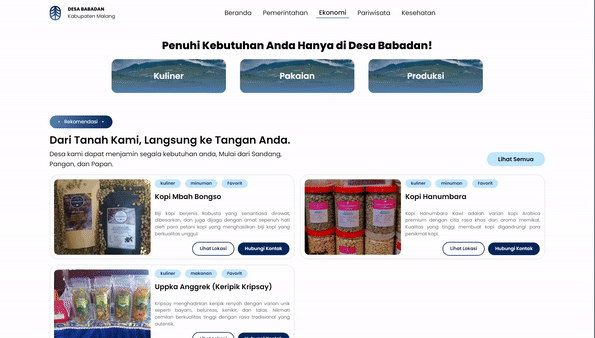 DESA BABADAN
Kabupaten Malang
Beranda Pemerintahan Ekonomi Pariwisata Kesehatan
Penuhi Kebutuhan Anda Hanya di Desa Babadan!
Kuliner Pakaian Produksi
Rekomendasi
Dari Tanah Kami, Langsung ke Tangan Anda.
Desa kami dapat menjamin segala kebutuhan anda, Mulai dari Sandang,
Pangan, dan Papan.
Lihat Semua
kuliner minuman Favorit
Kopi Mbah Bongso
Biji kopi berjenis Robusta yang senantiasa dirawat,
dibesarkan, dan juga dijaga dengan amat sepenuh hati
oleh para petani kopi yang menghasilkan biji kopi yang
berkualitas unggul.
Lihat Lokasi Hubungi Kontak
kuliner minuman Favorit
Kopi Hanumbara
Kopi Hanumbara Kawi adalah varian kopi Arabica
premium dengan cita rasa khas dan aroma memikat.
Kualitas yang tinggi membuat kopi digandrungi para
penikmat kopi.
Lihat Lokasi Hubungi Kontak
kuliner makanan Favorit
Uppka Anggrek (Keripik Kripsay)
Kripsay menghadirkan keripik renyah dengan varian unik
seperti bayam, beluntas, kenikir, dan talas. Nikmati
cemilan berkualitas tinggi dengan rasa tradisional yang
autentik.
Lihat Lokasi Hubungi Kontak